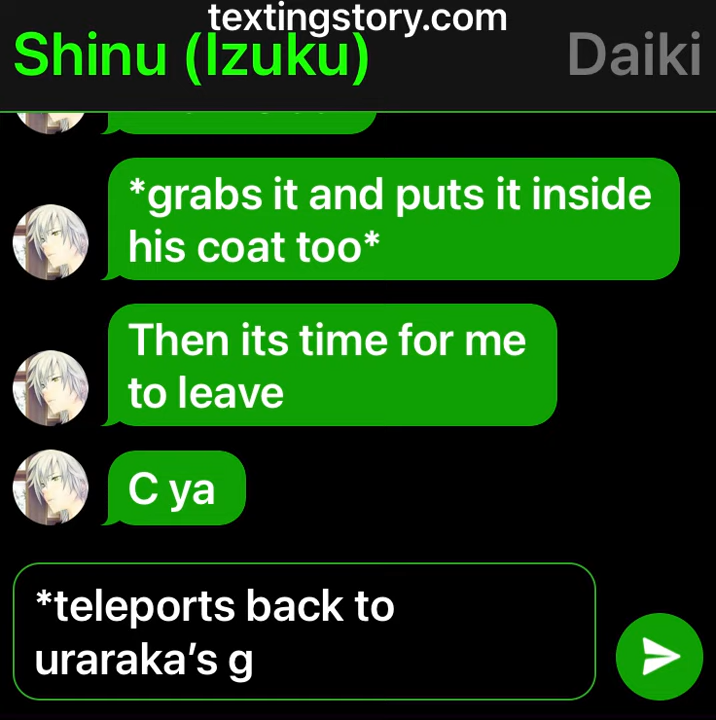 textingstory.com
Shinu (Izuku)
Daiki
*grabs it and puts it inside
his coat too*
Then its time for me
to leave
C ya
*teleports back to
uraraka’s g